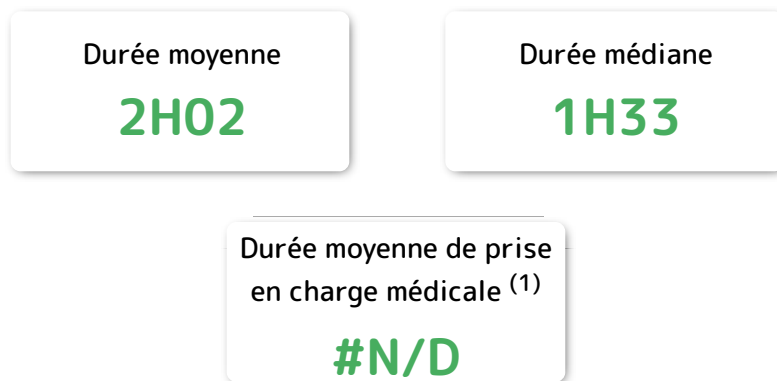 Durée moyenne
2H02
Durée médiane
1H33
Durée moyenne de prise
en charge médicale (1)
#N/D